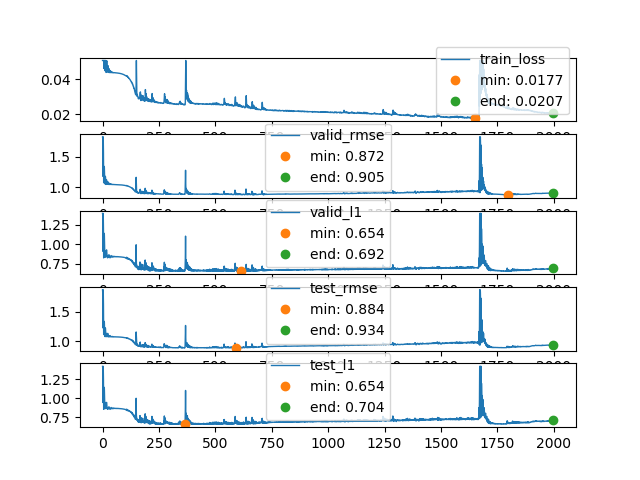 train_loss
min: 0.0177
end: 0.0207
0.04
0.02
0 250 500 750 1000 1250 1500 1750 2000
valid_rmse
min: 0.872
end: 0.905
1.5
1.0
valid_l1
min: 0.654
end: 0.692
1.25
1.00
0.75
test_rmse
min: 0.884
end: 0.934
1.5
1.0
test_l1
min: 0.654
end: 0.704
1.25
1.00
0.75
0 250 500 750 1000 1250 1500 1750 2000